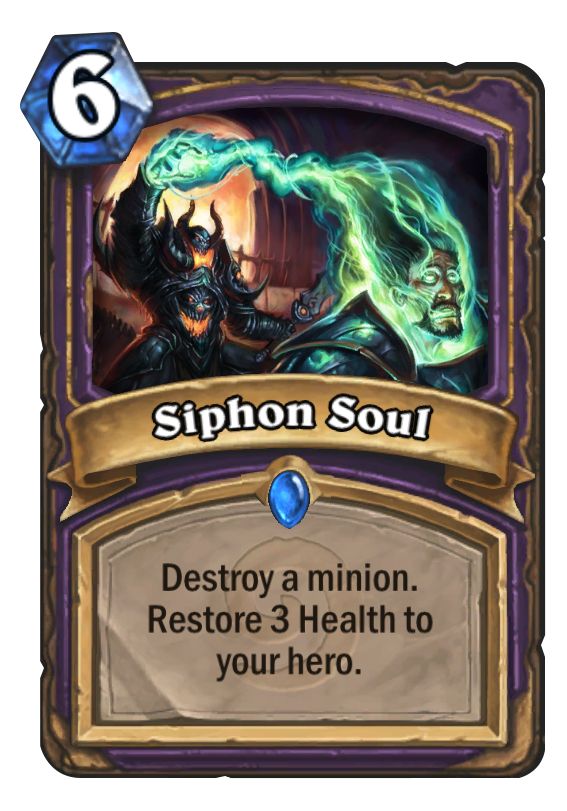 6
Siphon Soul
Destroy a minion.
Restore 3 Health to
your hero.